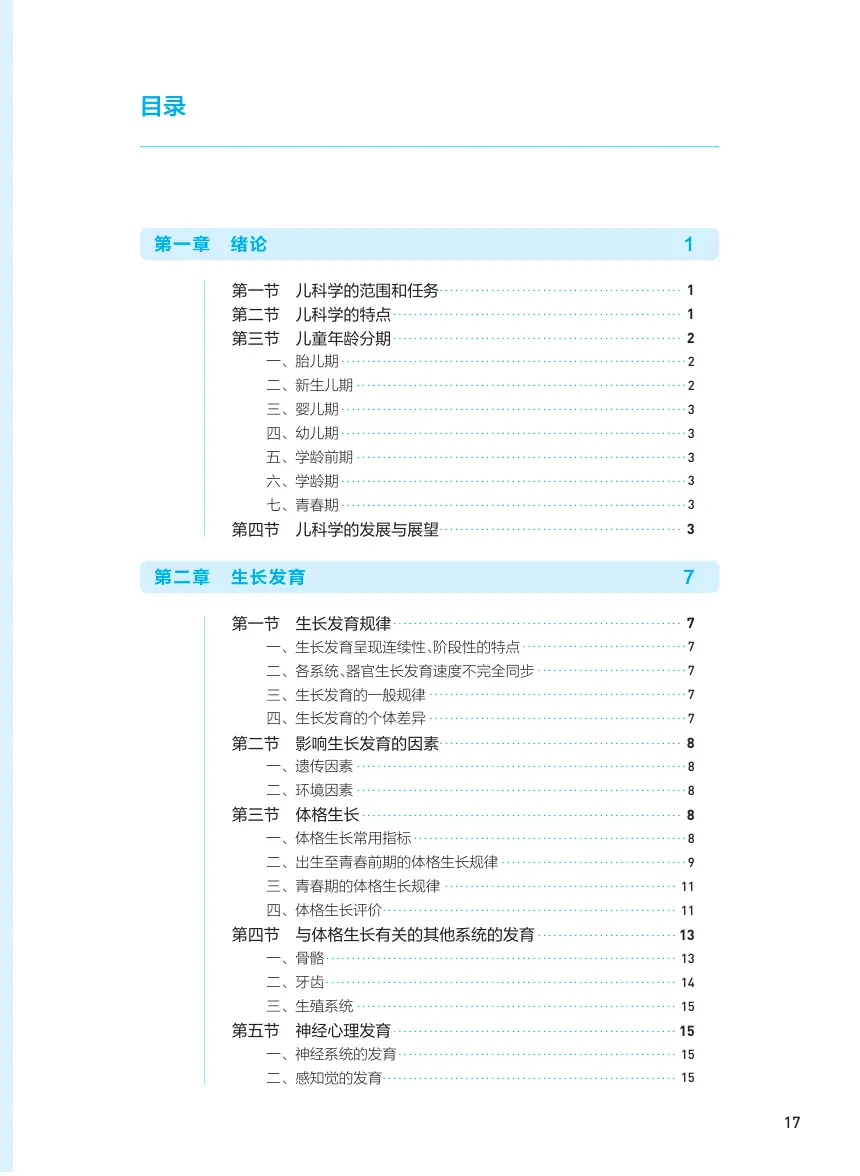 目录
第一章 绪论 1
第一节 儿科学的范围和任务 1
第二节 儿科学的特点 1
第三节 儿童年龄分期 2
一、胎儿期 2
二、新生儿期 2
三、婴儿期 3
四、幼儿期 3
五、学龄前期 3
六、学龄期 3
七、青春期 3
第四节 儿科学的发展与展望 3
第二章 生长发育 7
第一节 生长发育规律 7
一、生长发育呈现连续性、阶段性的特点 7
二、各系统、器官生长发育速度不完全同步 7
三、生长发育的一般规律 7
四、生长发育的个体差异 7
第二节 影响生长发育的因素 8
一、遗传因素 8
二、环境因素 8
第三节 体格生长 8
一、体格生长常用指标 8
二、出生至青春前期的体格生长规律 9
三、青春期的体格生长规律 11
四、体格生长评价 11
第四节 与体格生长有关的其他系统的发育 13
一、骨骼 13
二、牙齿 14
三、生殖系统 15
第五节 神经心理发育 15
一、神经系统的发育 15
二、感知觉的发育 15
17